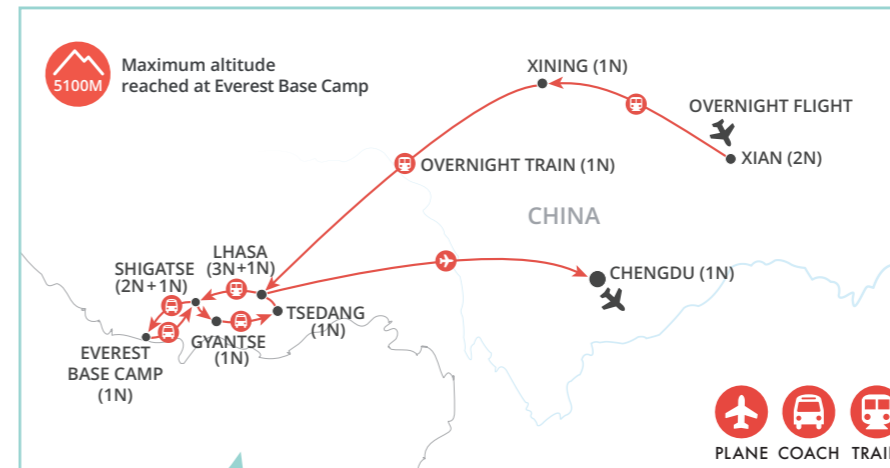 5100M
Maximum altitude
reached at Everest Base Camp
XINING (1N)
OVERNIGHT FLIGHT
XIAN (2N)
OVERNIGHT TRAIN (1N)
CHINA
LHASA
(3N+1N)
SHIGATSE
(2N+1N)
CHENGDU (1N)
TSEDANG
(1N)
GYANTSE
(1N)
EVEREST
BASE CAMP
(1N)
PLANE COACH TRAIN